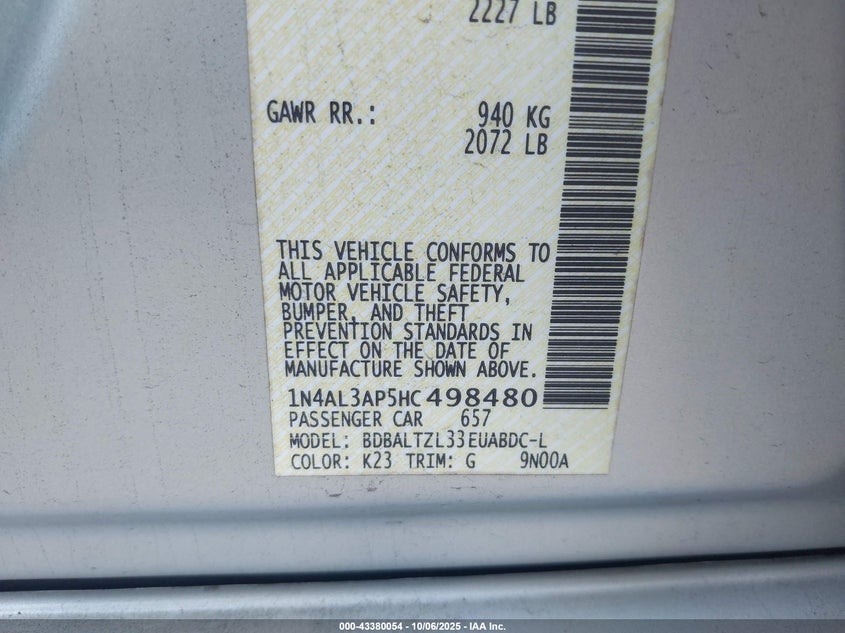 2227 LB
GAWR RR.: 940 KG
2072 LB
THIS VEHICLE CONFORMS TO
ALL APPLICABLE FEDERAL
MOTOR VEHICLE SAFETY,
BUMPER, AND THEFT
PREVENTION STANDARDS IN
EFFECT ON THE DATE OF
MANUFACTURE SHOWN ABOVE.
1N4AL3AP5HC498480
PASSENGER CAR 657
MODEL: BDBALTZL33EUABDC-L
COLOR: K23 TRIM: G 9N00A
000-43380054 - 10/06/2025 - IAA Inc.